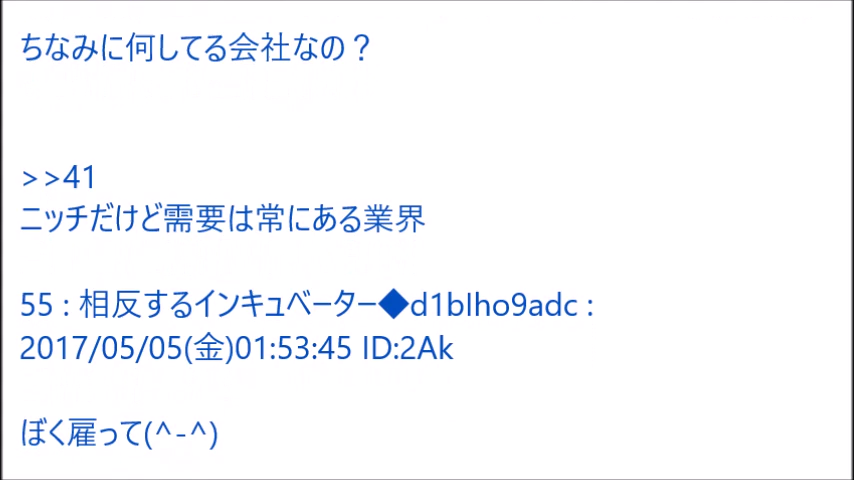 ちなみに何してる会社なの？
>>41
ニッチだけど需要は常にある業界
55 : 相反するインキュベーター◆d1blho9adc :
2017/05/05(金)01:53:45 ID:2Ak
ぼく雇って(^-^)